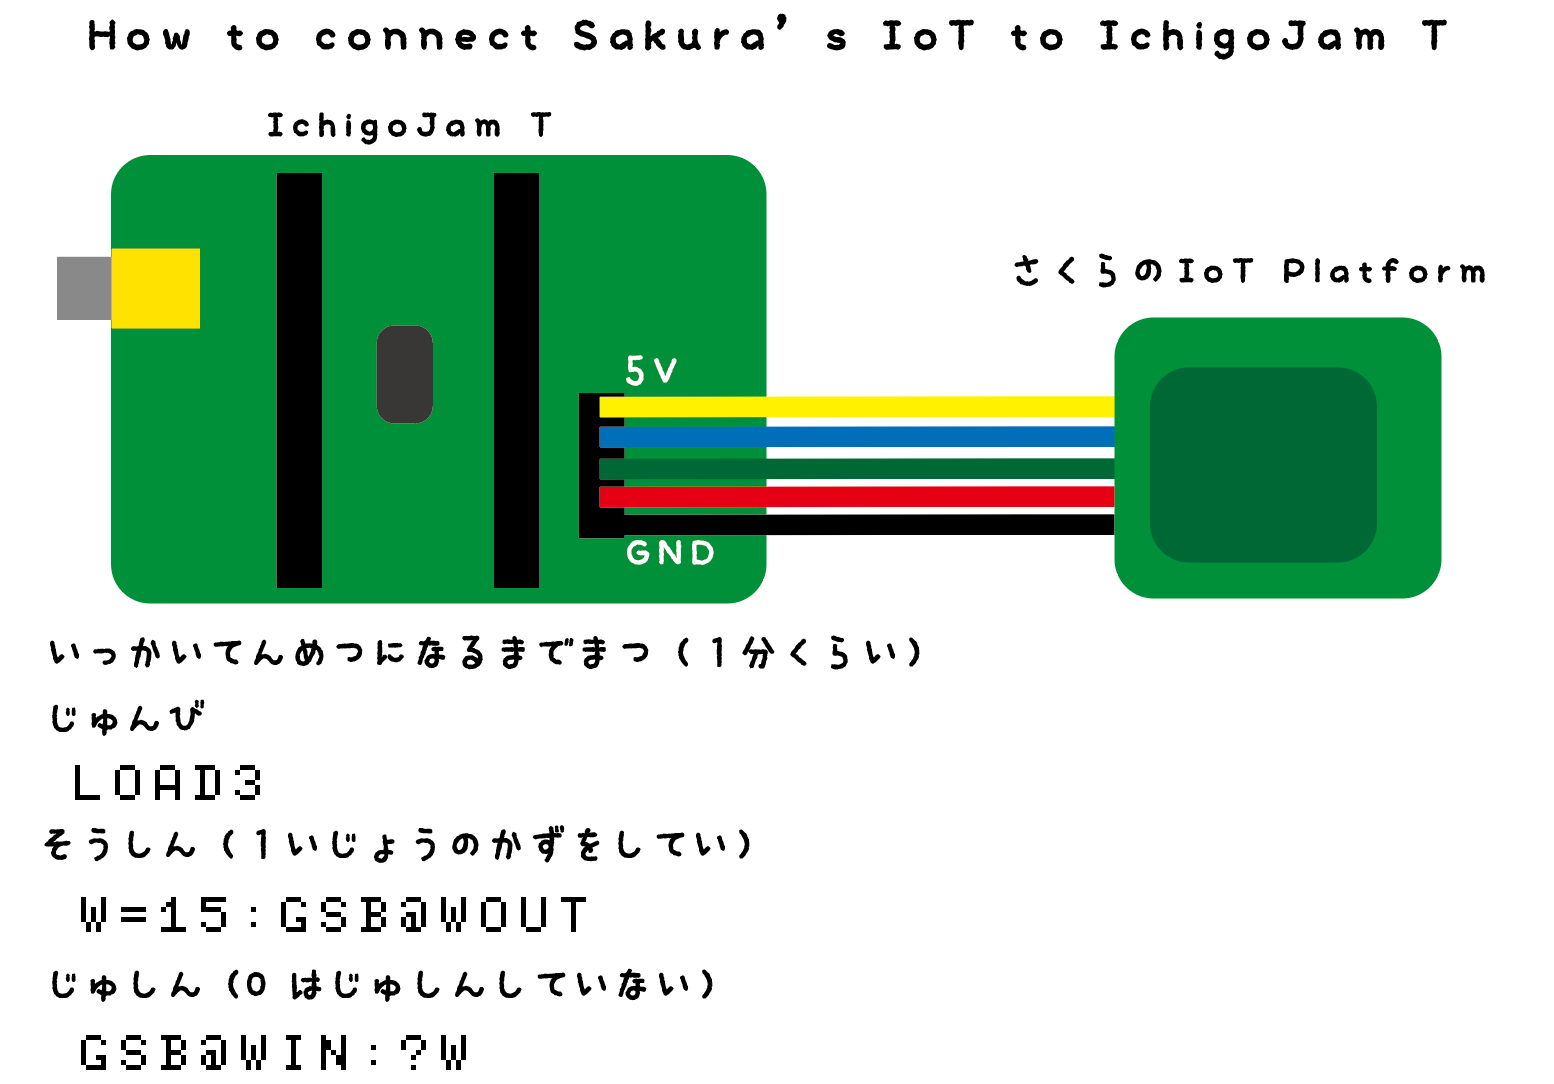 How to connect Sakura’s IoT to IchigoJam T
IchigoJam T
さくらのIoT Platform
5V
GND
いっかいてんめつになるまでまつ（1分くらい）
じゅんび
LOAD3
そうしん（1いじょうのかずをしてい）
W=15:GSB@WOUT
じゅしん（0 はじゅしんしていない）
GSB@WIN:?W